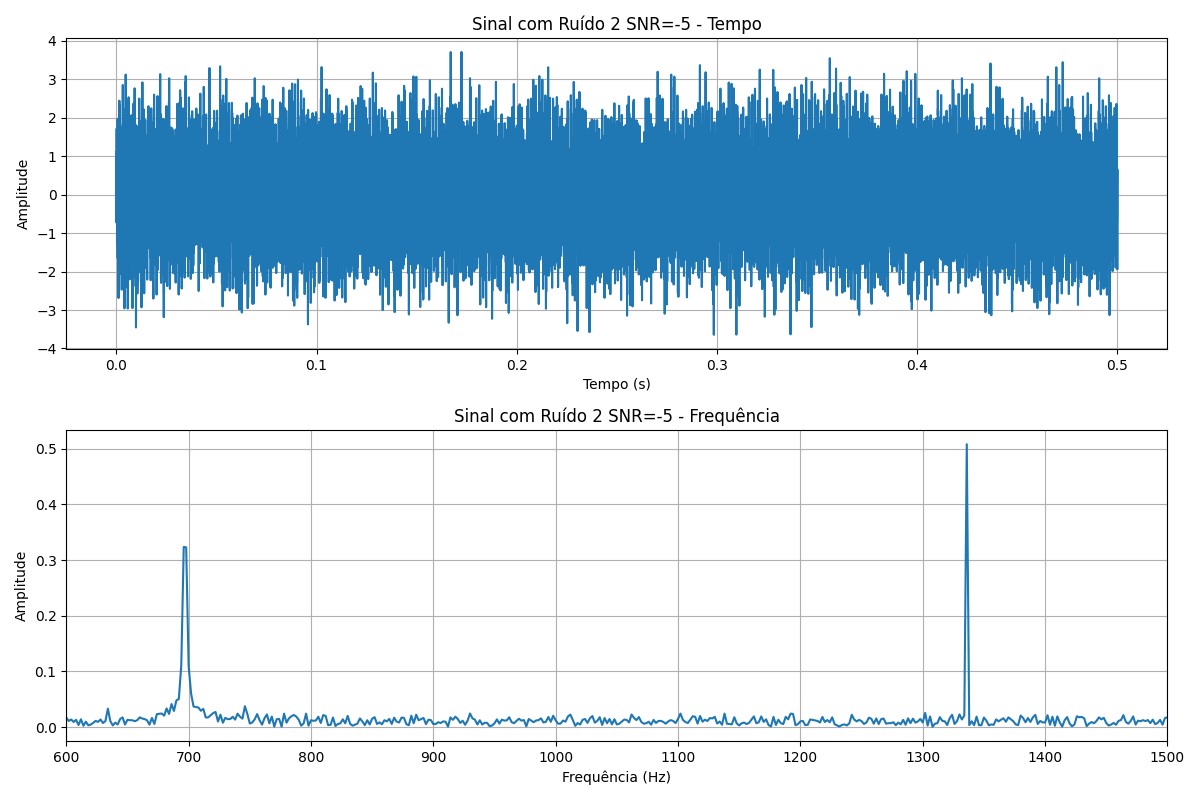 Sinal com Ruído 2 SNR=-5 - Tempo
4
3
2
1
0
−1
−2
−3
−4
Amplitude
0.0 0.1 0.2 0.3 0.4 0.5
Tempo (s)
Sinal com Ruído 2 SNR=-5 - Frequência
0.5
0.4
0.3
0.2
0.1
0.0
Amplitude
600 700 800 900 1000 1100 1200 1300 1400 1500
Frequência (Hz)